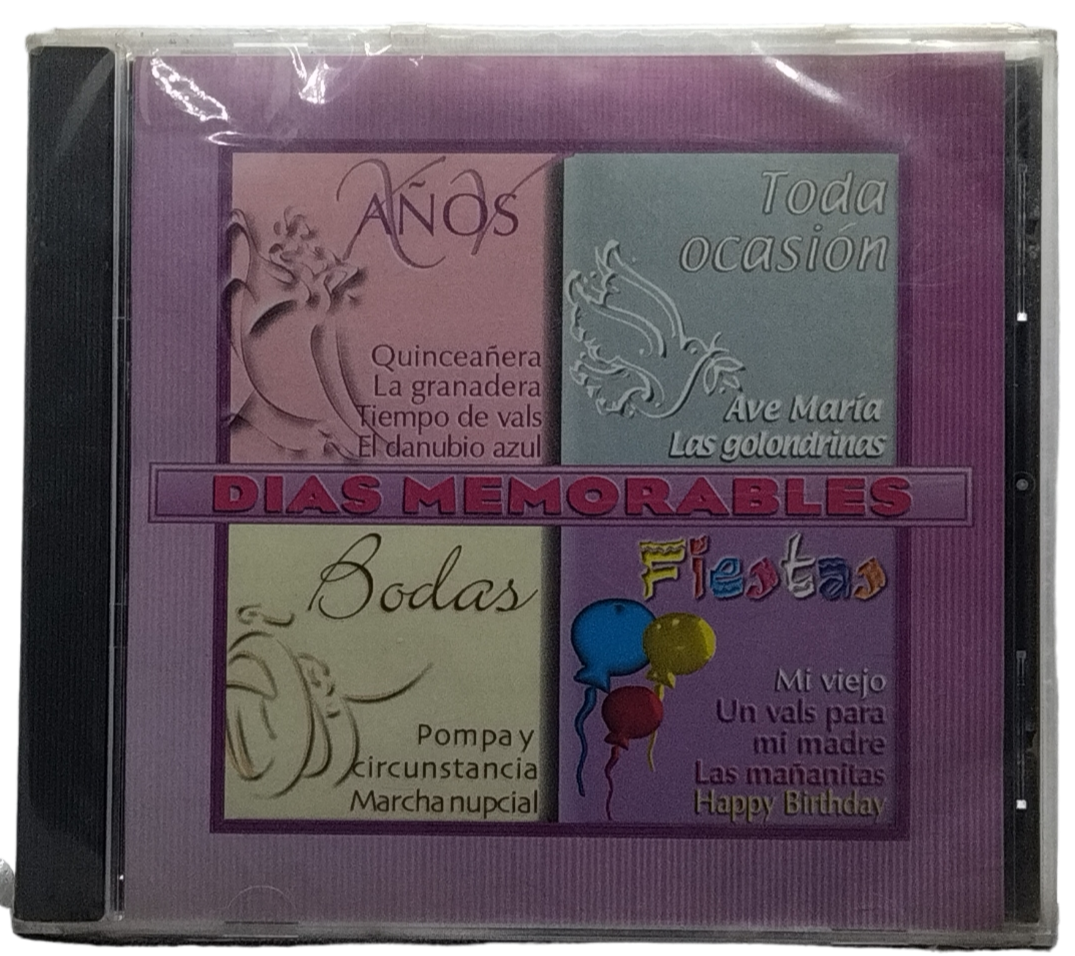 XV AÑOS
Quinceañera
La granadera
Tiempo de vals
El danubio azul
Toda
ocasión
Ave María
Las golondrinas
DIAS MEMORABLES
Bodas
Pompa y
circunstancia
Marcha nupcial
Fiestas
Mi viejo
Un vals para
mi madre
Las mañanitas
Happy Birthday